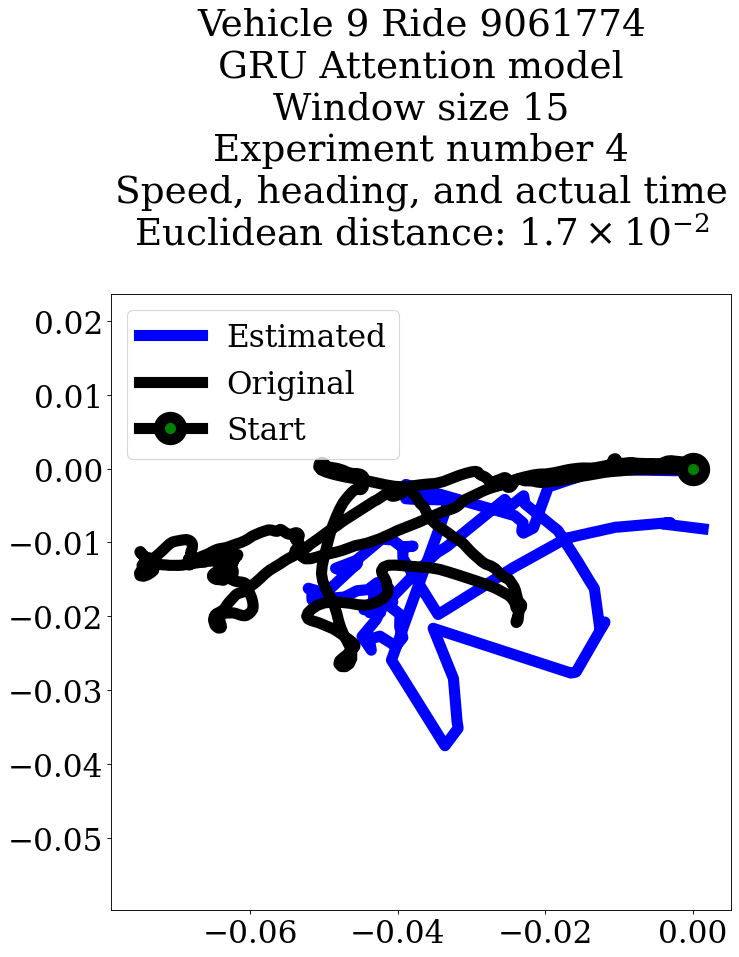 Vehicle 9 Ride 9061774
GRU Attention model
Window size 15
Experiment number 4
Speed, heading, and actual time
Euclidean distance: 1.7 × 10⁻²
Estimated
Original
Start
0.02
0.01
0.00
−0.01
−0.02
−0.03
−0.04
−0.05
−0.06
−0.04
−0.02
0.00